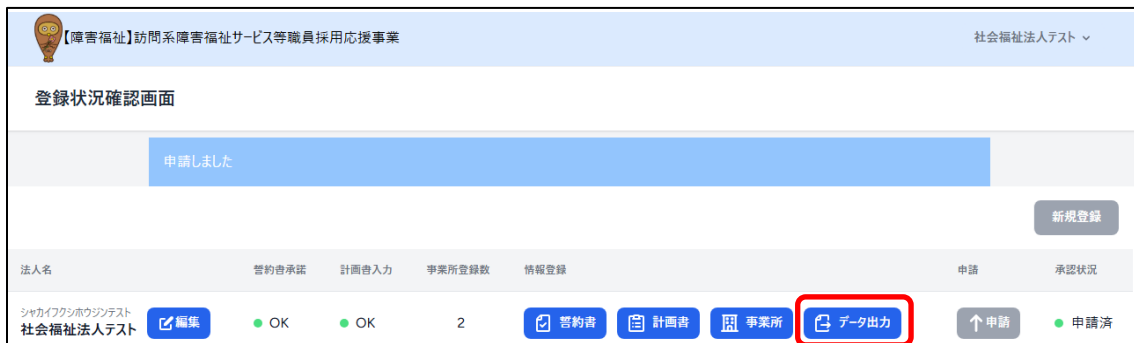 【障害福祉】訪問系障害福祉サービス等職員採用応援事業
社会福祉法人テスト
登録状況確認画面
申請しました
新規登録
法人名 誓約書承諾 計画書入力 事業所登録数 情報登録 申請 承認状況
シャカイフクシホウジンテスト
社会福祉法人テスト 編集 OK OK 2 誓約書 計画書 事業所 データ出力 申請 申請済